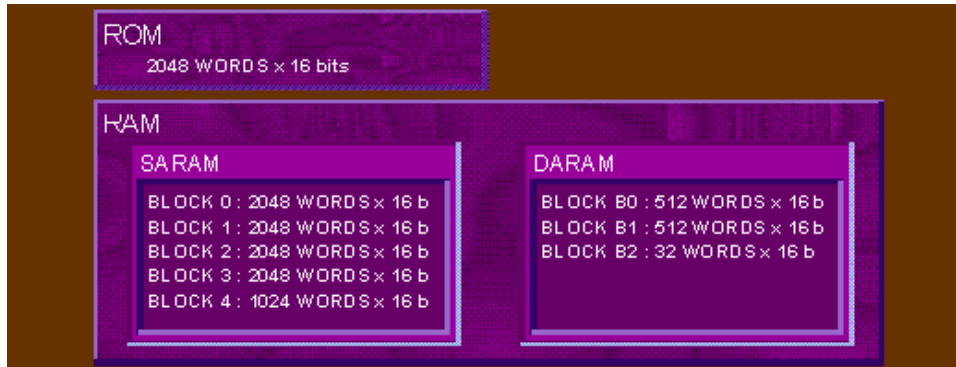 ROM
2048 WORDS × 16 bits
RAM
SARAM
BLOCK 0 : 2048 WORDS × 16 b
BLOCK 1 : 2048 WORDS × 16 b
BLOCK 2 : 2048 WORDS × 16 b
BLOCK 3 : 2048 WORDS × 16 b
BLOCK 4 : 1024 WORDS × 16 b
DARAM
BLOCK B0 : 512 WORDS × 16 b
BLOCK B1 : 512 WORDS × 16 b
BLOCK B2 : 32 WORDS × 16 b